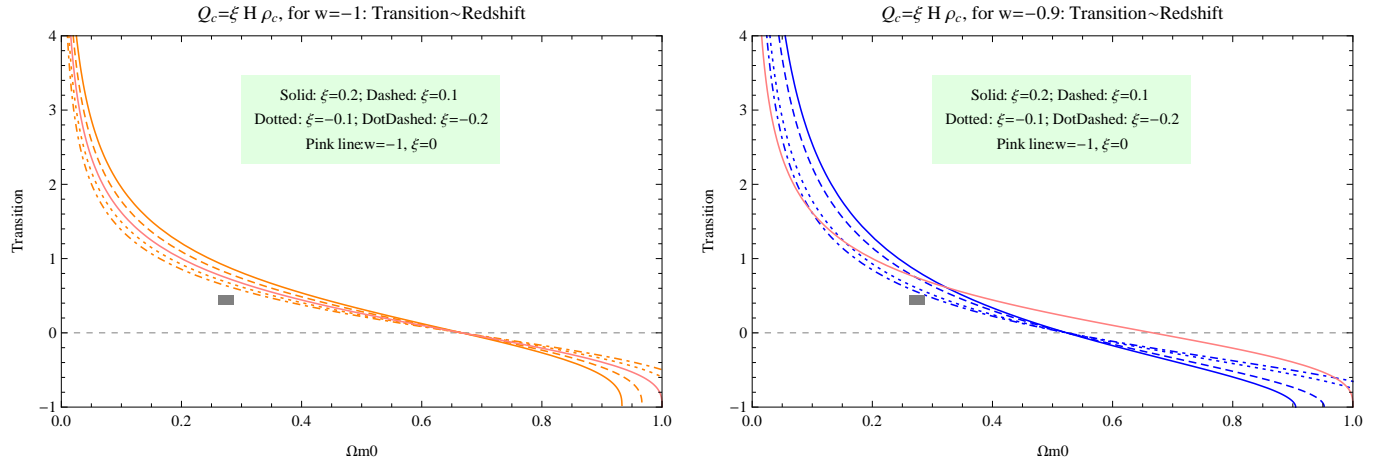 Q_c=ξ H ρ_c, for w=−1: Transition~Redshift
4
3
2
1
0
−1
Transition
Solid: ξ=0.2; Dashed: ξ=0.1
Dotted: ξ=−0.1; DotDashed: ξ=−0.2
Pink line:w=−1, ξ=0
0.0 0.2 0.4 0.6 0.8 1.0
Ωm0
Q_c=ξ H ρ_c, for w=−0.9: Transition~Redshift
4
3
2
1
0
−1
Transition
Solid: ξ=0.2; Dashed: ξ=0.1
Dotted: ξ=−0.1; DotDashed: ξ=−0.2
Pink line:w=−1, ξ=0
0.0 0.2 0.4 0.6 0.8 1.0
Ωm0